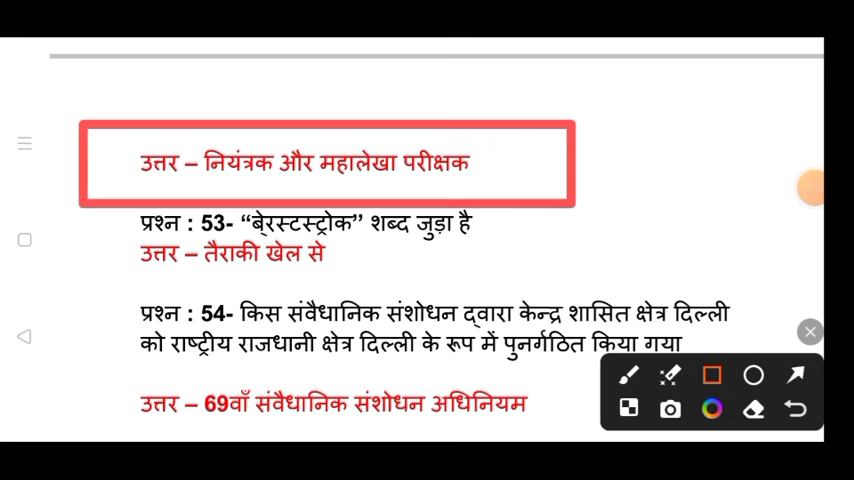 उत्तर – नियंत्रक और महालेखा परीक्षक
प्रश्न : 53- “बे्रस्टस्ट्रोक” शब्द जुड़ा है
उत्तर – तैराकी खेल से
प्रश्न : 54- किस संवैधानिक संशोधन द्वारा केन्द्र शासित क्षेत्र दिल्ली
को राष्ट्रीय राजधानी क्षेत्र दिल्ली के रूप में पुनर्गठित किया गया
उत्तर – 69वाँ संवैधानिक संशोधन अधिनियम